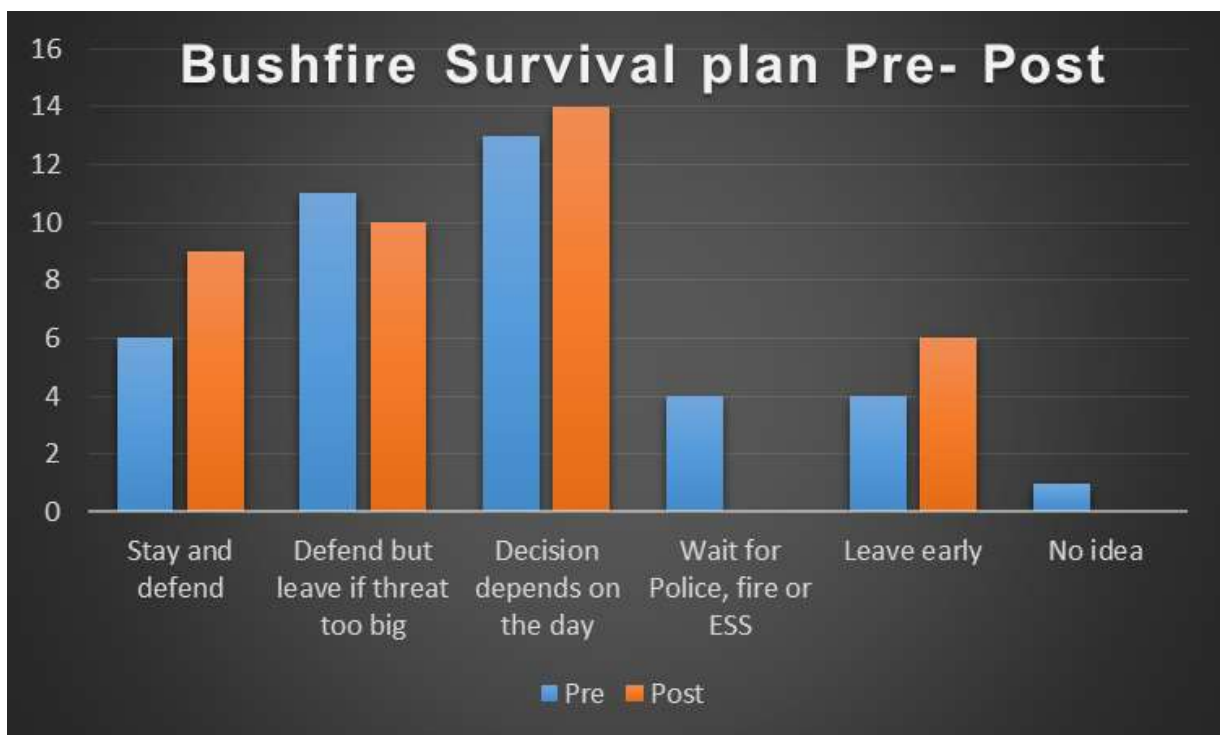 Bushfire Survival plan Pre- Post
16
14
12
10
8
6
4
2
0
Stay and
defend
Defend but
leave if threat
too big
Decision
depends on
the day
Wait for
Police, fire or
ESS
Leave early
No idea
Pre
Post